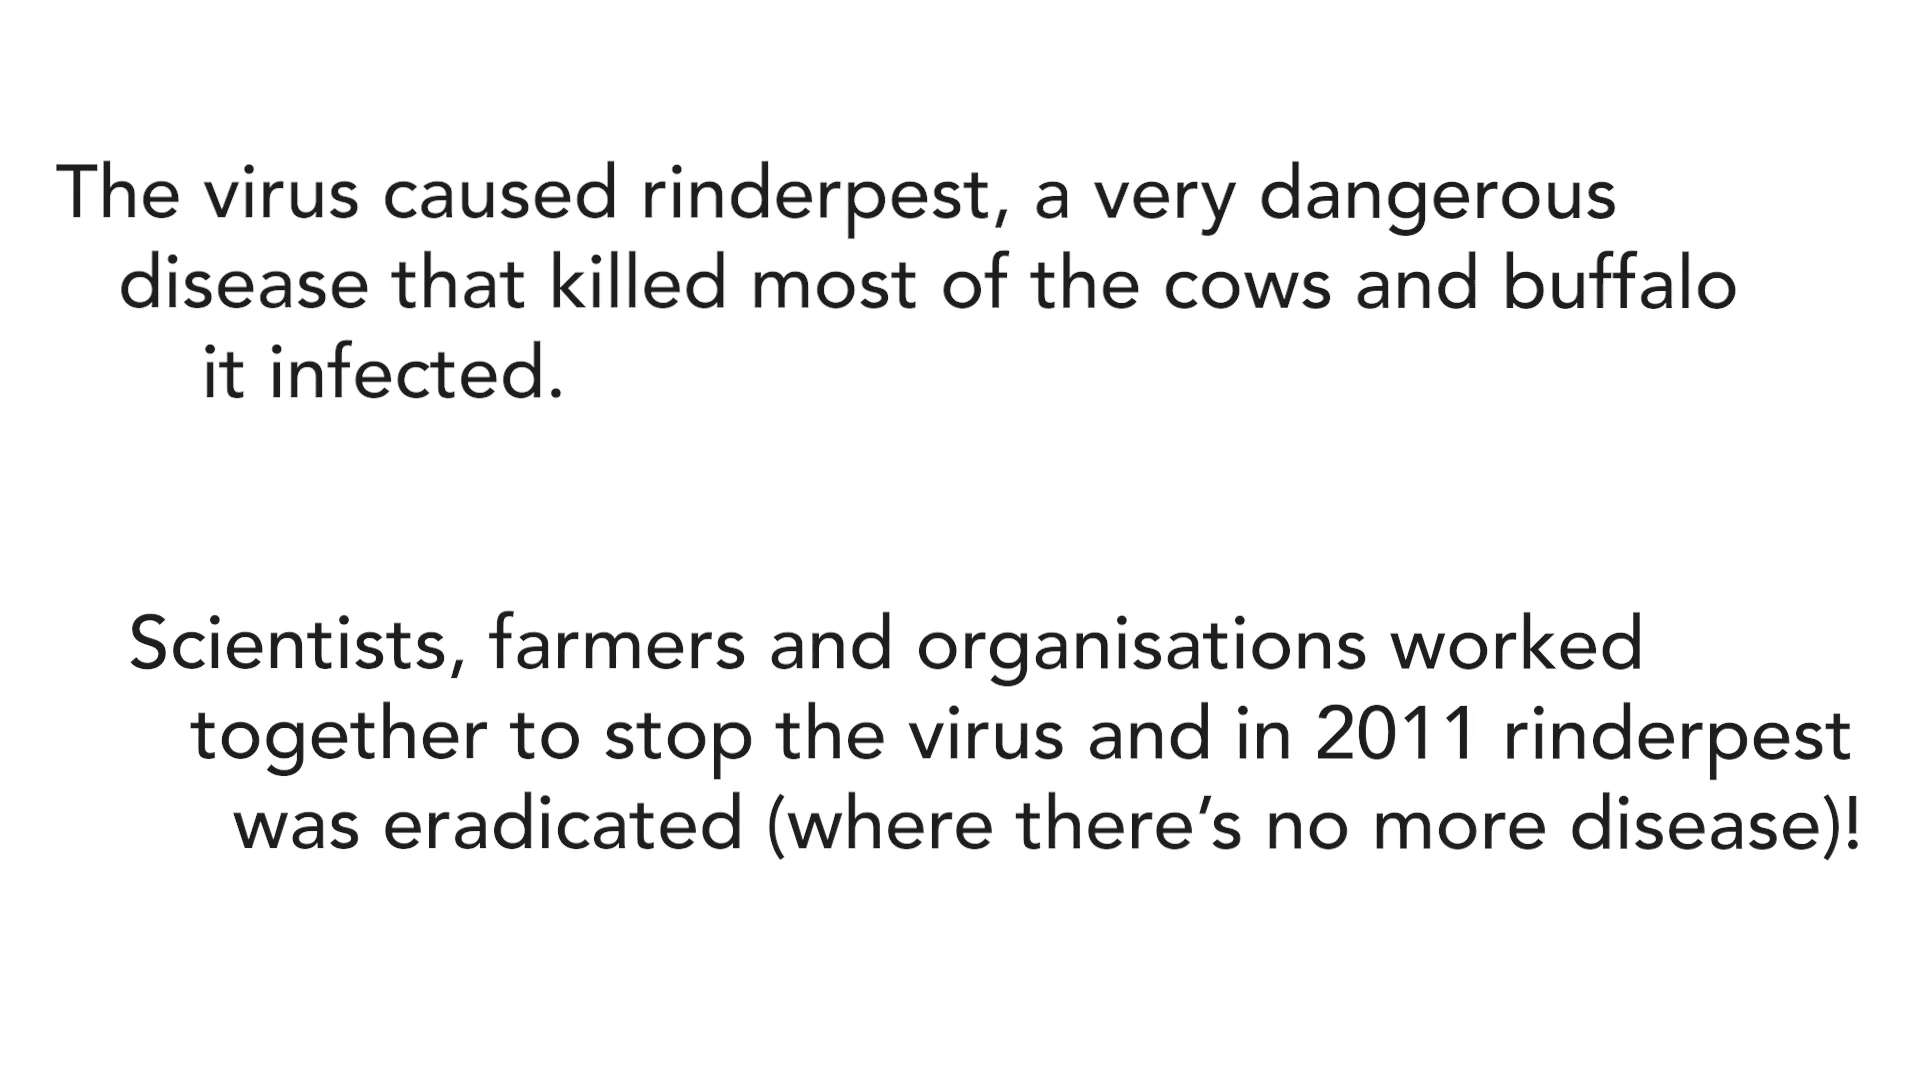 The virus caused rinderpest, a very dangerous
disease that killed most of the cows and buffalo
it infected.
Scientists, farmers and organisations worked
together to stop the virus and in 2011 rinderpest
was eradicated (where there’s no more disease)!